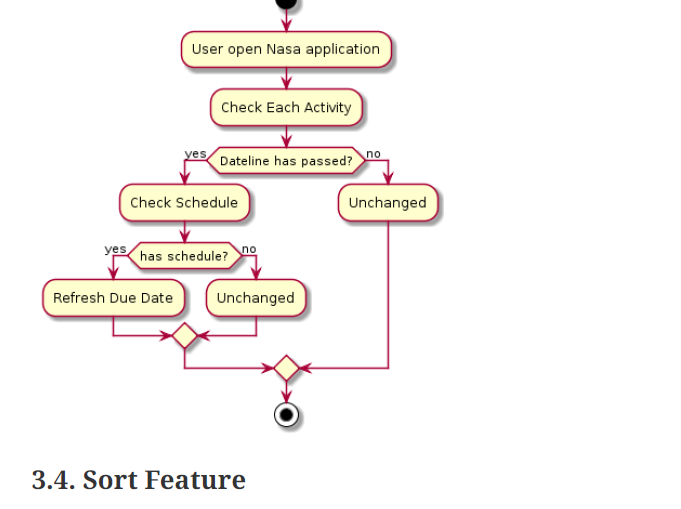 User open Nasa application
Check Each Activity
yes
Dateline has passed?
no
Check Schedule
Unchanged
yes
has schedule?
no
Refresh Due Date
Unchanged
3.4. Sort Feature